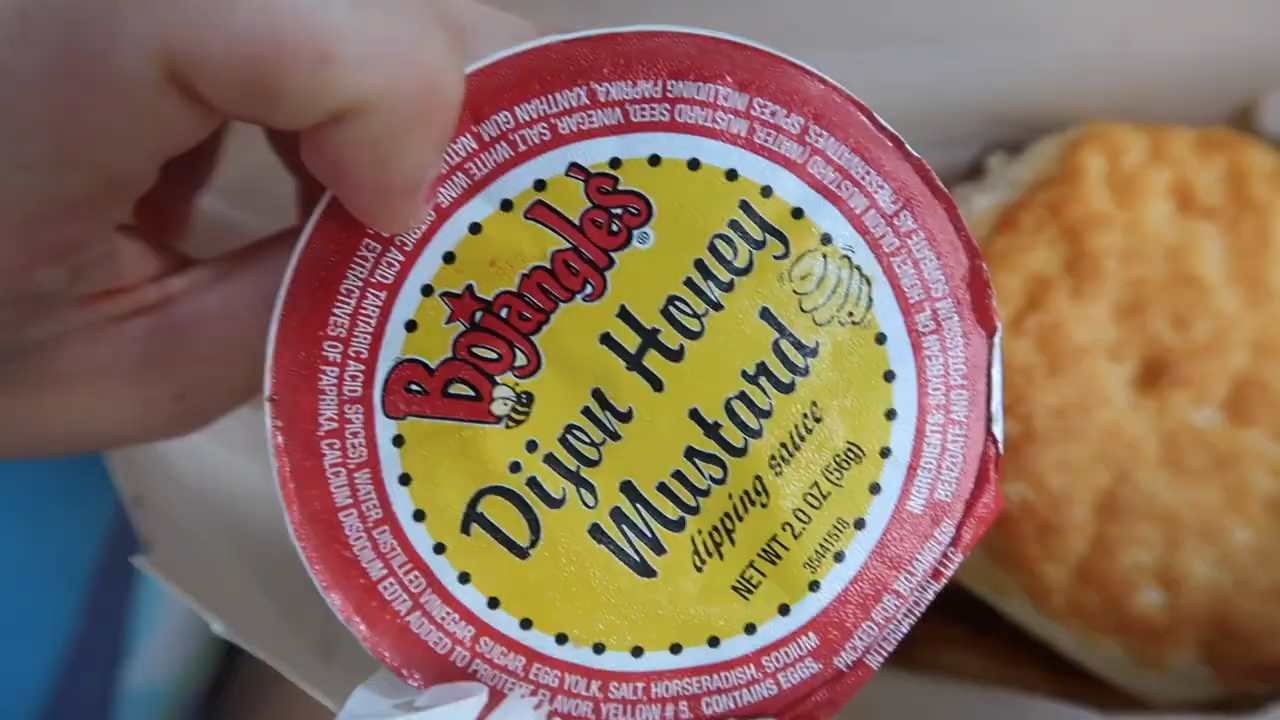 Bojangles'®
Dijon Honey
Mustard
dipping sauce
NET WT 2.0 OZ (56g)
354A1518
INGREDIENTS: SOYBEAN OIL, HONEY, DIJON MUSTARD (WATER, MUSTARD SEED, VINEGAR, SALT, WHITE WINE, CITRIC ACID, TARTARIC ACID, SPICES), WATER, DISTILLED VINEGAR, SUGAR, EGG YOLK, SALT, HORSERADISH, SODIUM
BENZOATE AND POTASSIUM SORBATE AS PRESERVATIVES, SPICES INCLUDING PAPRIKA, XANTHAN GUM, EXTRACTIVES OF PAPRIKA, CALCIUM DISODIUM EDTA ADDED TO PROTECT FLAVOR, YELLOW # 5. CONTAINS EGGS.
PACKED FOR: BOJANGLES'
INTERNATIONAL, LLC